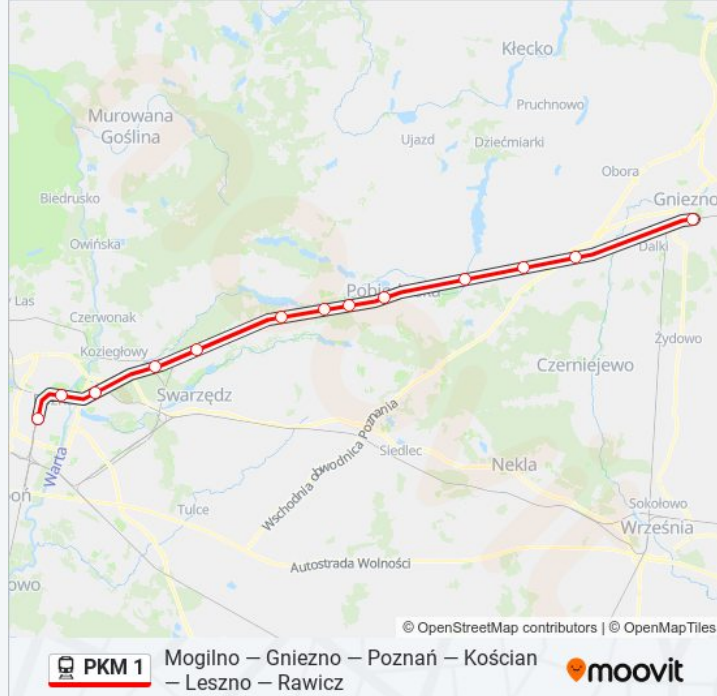 Kłecko
Pruchnowo
Murowana
Goślina
Ujazd
Dziećmiarki
Obora
Biedrusko
Gniezno
Owińska
Dalki
y Las
Czerwonak
Żydowo
Koziegłowy
Czerniejewo
Swarzędz
Wschodnia obwodnica Poznania
Siedlec
Warta
Nekla
boń
Sokołowo
Tulce
Września
Autostrada Wolności
owo
© OpenStreetMap contributors | © OpenMapTiles
PKM 1
Mogilno — Gniezno — Poznań — Kościan
— Leszno — Rawicz
moovit